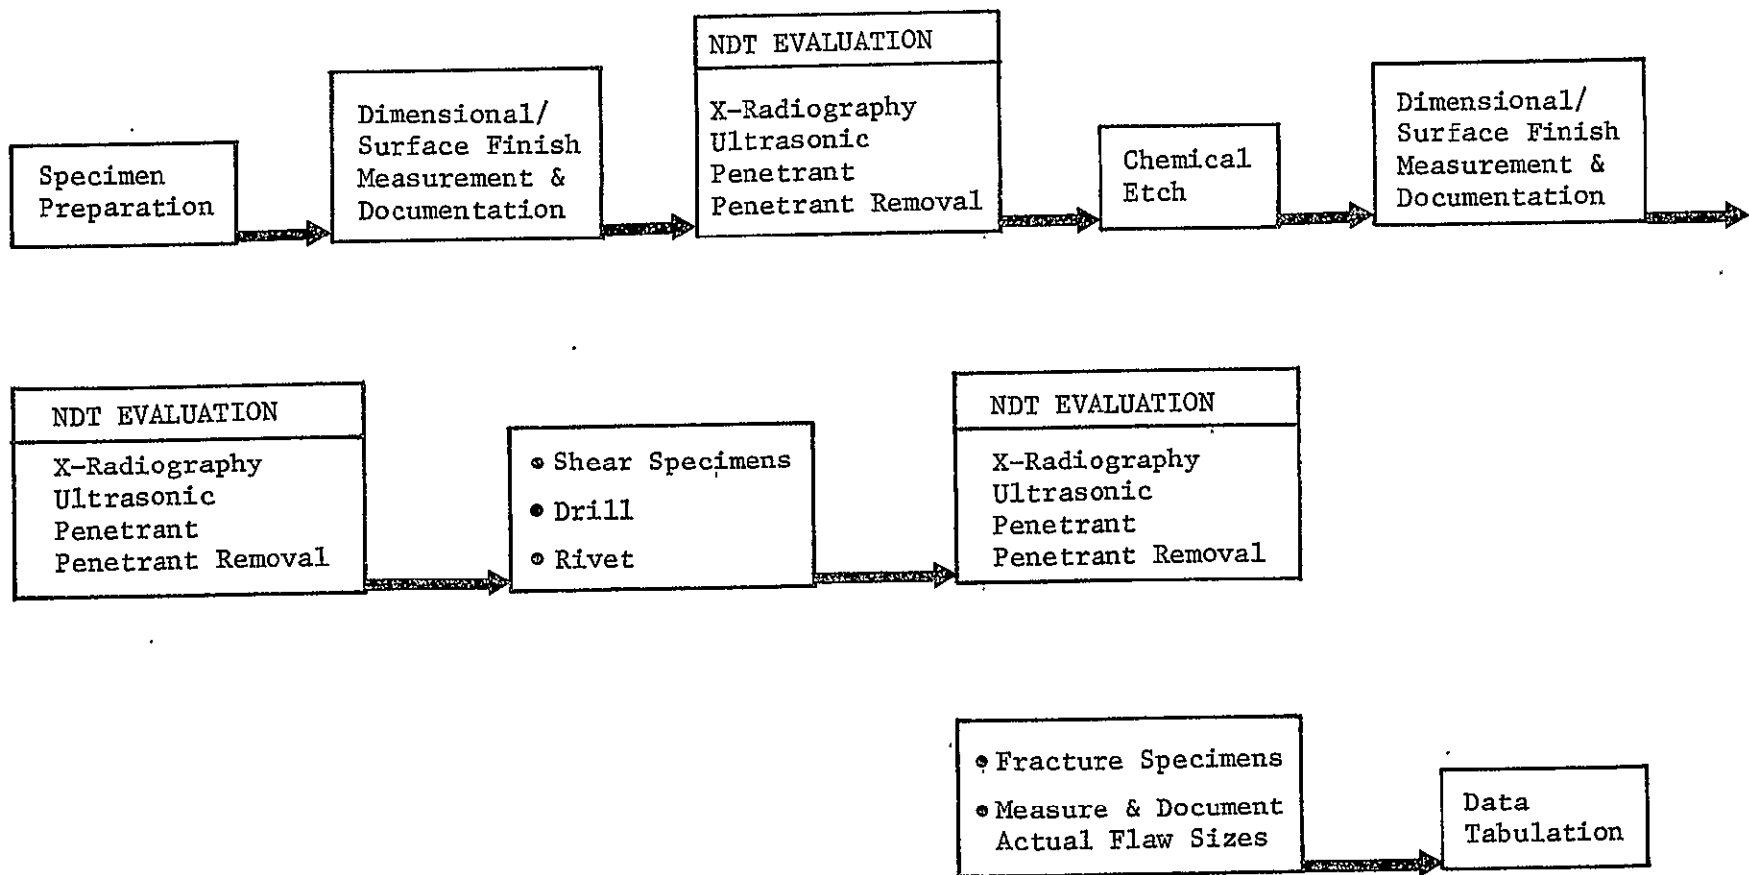 Specimen
Preparation
Dimensional/
Surface Finish
Measurement &
Documentation
NDT EVALUATION
X-Radiography
Ultrasonic
Penetrant
Penetrant Removal
Chemical
Etch
Dimensional/
Surface Finish
Measurement &
Documentation
NDT EVALUATION
X-Radiography
Ultrasonic
Penetrant
Penetrant Removal
• Shear Specimens
• Drill
• Rivet
NDT EVALUATION
X-Radiography
Ultrasonic
Penetrant
Penetrant Removal
• Fracture Specimens
• Measure & Document
Actual Flaw Sizes
Data
Tabulation